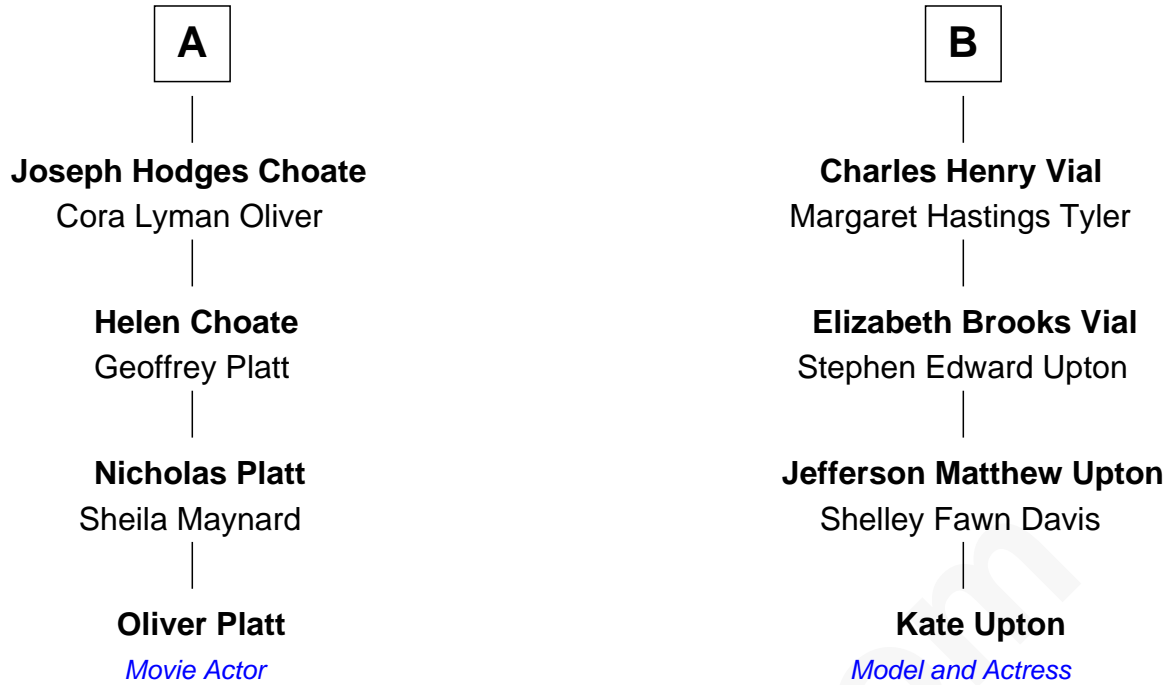 A
Joseph Hodges Choate
Cora Lyman Oliver
Helen Choate
Geoffrey Platt
Nicholas Platt
Sheila Maynard
Oliver Platt
Movie Actor
B
Charles Henry Vial
Margaret Hastings Tyler
Elizabeth Brooks Vial
Stephen Edward Upton
Jefferson Matthew Upton
Shelley Fawn Davis
Kate Upton
Model and Actress